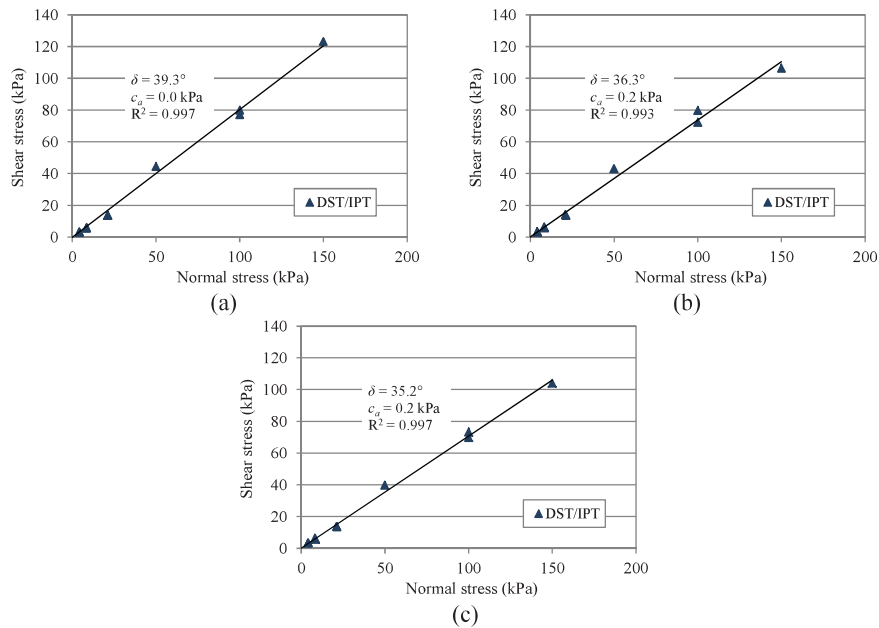 140
120
100
80
60
40
20
0
Shear stress (kPa)
δ = 39.3°
cₐ = 0.0 kPa
R² = 0.997
DST/IPT
0 50 100 150 200
Normal stress (kPa)
(a)
140
120
100
80
60
40
20
0
Shear stress (kPa)
δ = 36.3°
cₐ = 0.2 kPa
R² = 0.993
DST/IPT
0 50 100 150 200
Normal stress (kPa)
(b)
140
120
100
80
60
40
20
0
Shear stress (kPa)
δ = 35.2°
cₐ = 0.2 kPa
R² = 0.997
DST/IPT
0 50 100 150 200
Normal stress (kPa)
(c)